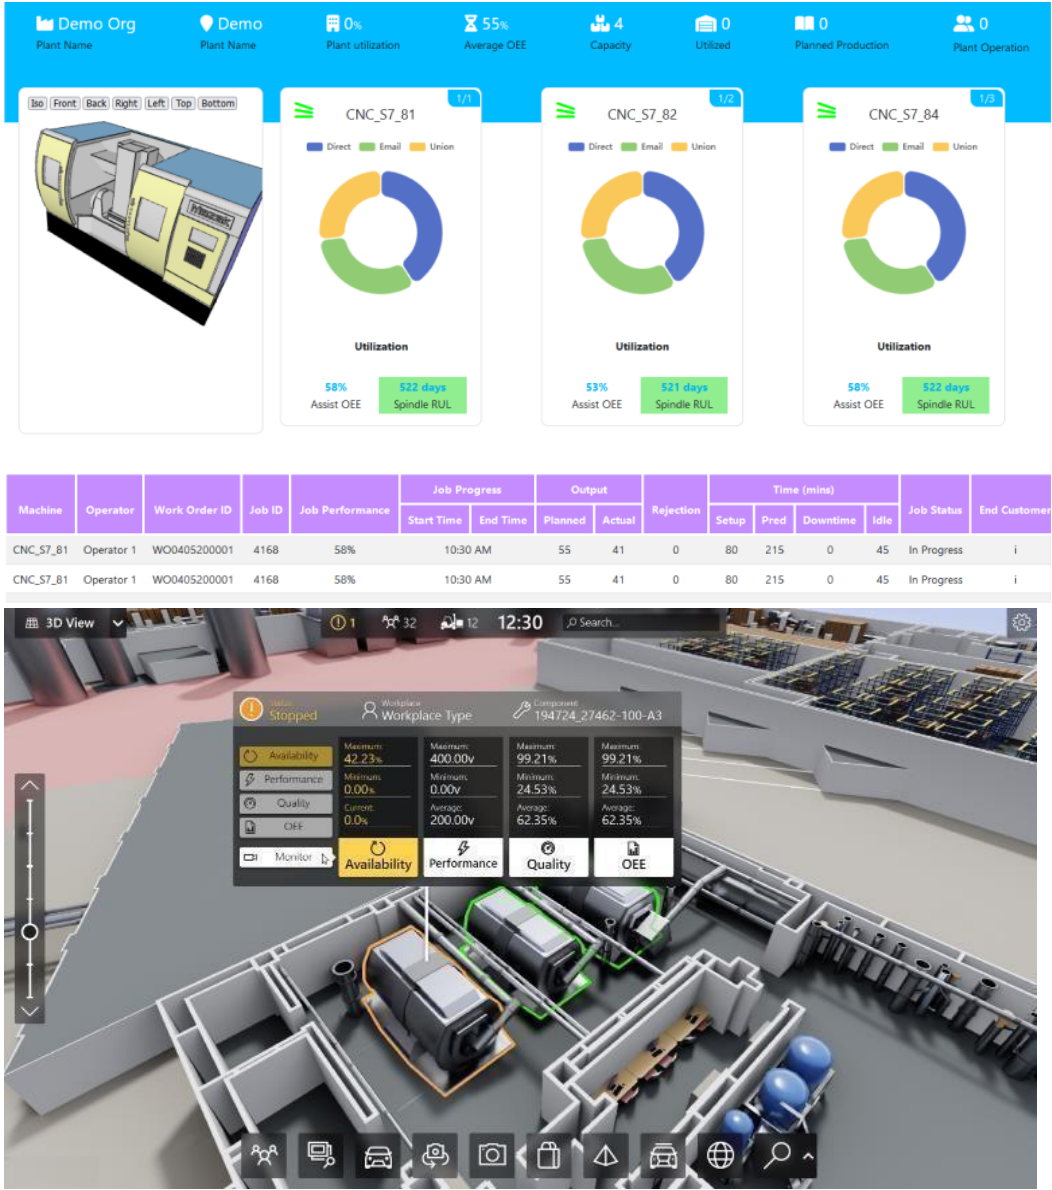 Demo Org
Demo
0%
55%
4
0
0
0
Plant Name
Plant Name
Plant utilization
Average OEE
Capacity
Utilized
Planned Production
Plant Operation
Iso Front Back Right Left Top Bottom
Mazak
1/1
CNC_S7_81
Direct Email Union
Utilization
58%
Assist OEE
522 days
Spindle RUL
1/2
CNC_S7_82
Direct Email Union
Utilization
53%
Assist OEE
521 days
Spindle RUL
1/3
CNC_S7_84
Direct Email Union
Utilization
58%
Assist OEE
522 days
Spindle RUL
Machine Operator Work Order ID Job ID Job Performance Job Progress Output Rejection Time (mins) Job Status End Customer
Start Time End Time Planned Actual Setup Pred Downtime Idle
CNC_S7_81 Operator 1 WO0405200001 4168 58% 10:30 AM 55 41 0 80 215 0 45 In Progress i
CNC_S7_81 Operator 1 WO0405200001 4168 58% 10:30 AM 55 41 0 80 215 0 45 In Progress i
3D View 1 32 12 12:30 Search...
Status
Stopped
Workplace
Workplace Type
Component
194724_27462-100-A3
Availability
Performance
Quality
OEE
Monitor
Maximum:
42.23%
Minimum:
0.00%
Current:
0.0%
Availability
Maximum:
400.00v
Minimum:
0.00v
Average:
200.00v
Performance
Maximum:
99.21%
Minimum:
24.53%
Average:
62.35%
Quality
Maximum:
99.21%
Minimum:
24.53%
Average:
62.35%
OEE